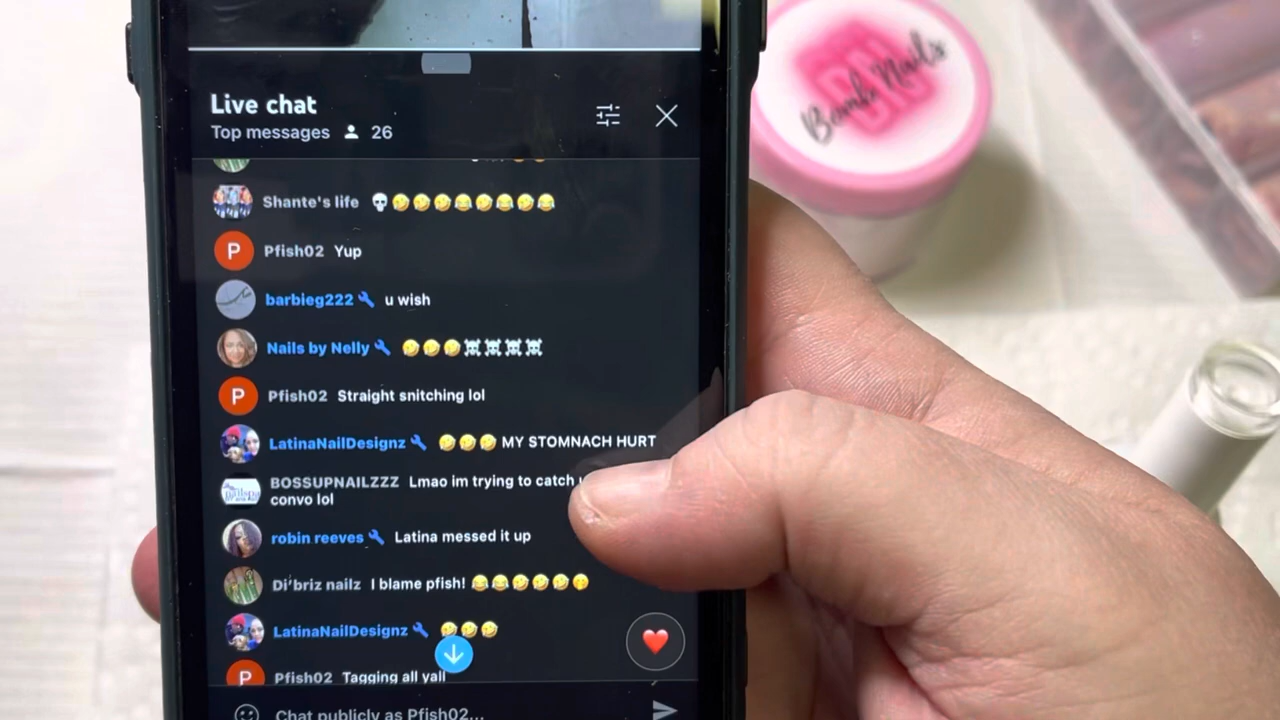 Live chat
Top messages 26
Shante's life 💀🤣🤣🤣😂🤣😂🤣😂
P Pfish02 Yup
barbieg222 u wish
Nails by Nelly 🤣🤣🤣☠️☠️☠️☠️
P Pfish02 Straight snitching lol
LatinaNailDesignz 🤣🤣🤣 MY STOMNACH HURT
BOSSUPNAILZZZ Lmao im trying to catch
convo lol
robin reeves Latina messed it up
Di'briz nailz I blame pfish! 😂😂🤣🤣🤣🤭
LatinaNailDesignz 🤣🤣🤣
P Pfish02 Tagging all yall
Chat publicly as Pfish02...
Bomb Nails
nailspa